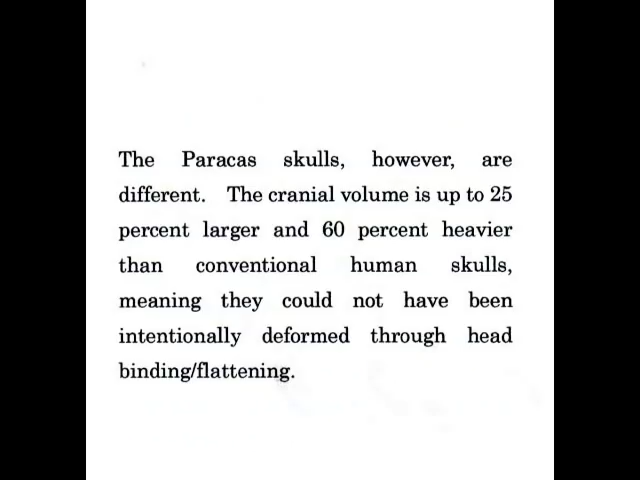 The Paracas skulls, however, are
different. The cranial volume is up to 25
percent larger and 60 percent heavier
than conventional human skulls,
meaning they could not have been
intentionally deformed through head
binding/flattening.